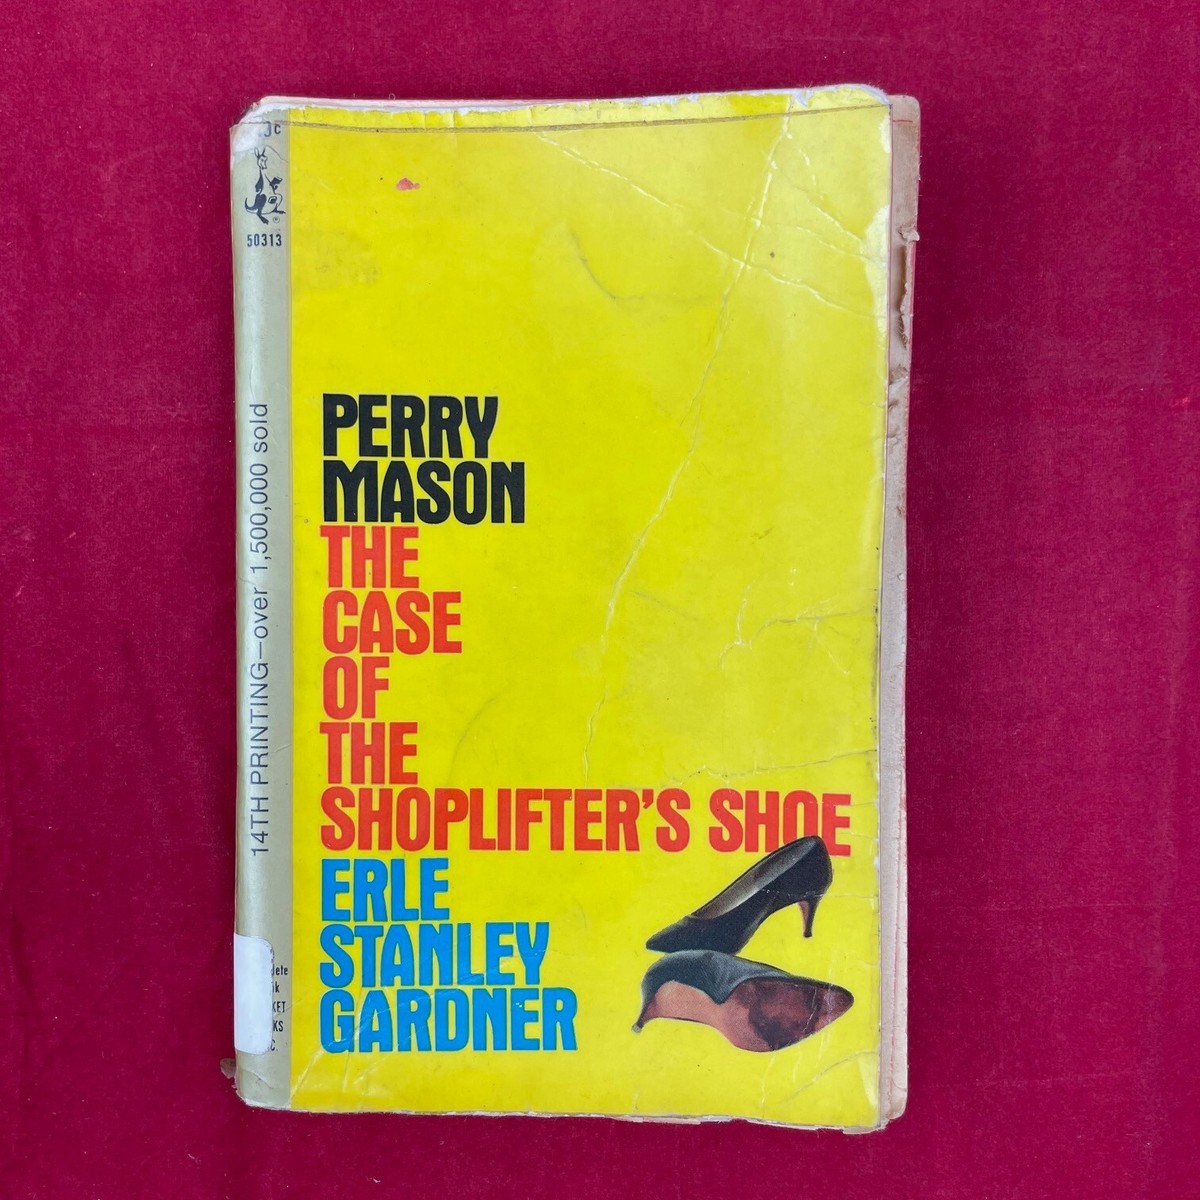 50313
14TH PRINTING—over 1,500,000 sold
PERRY
MASON
THE
CASE
OF
THE
SHOPLIFTER'S SHOE
ERLE
STANLEY
GARDNER